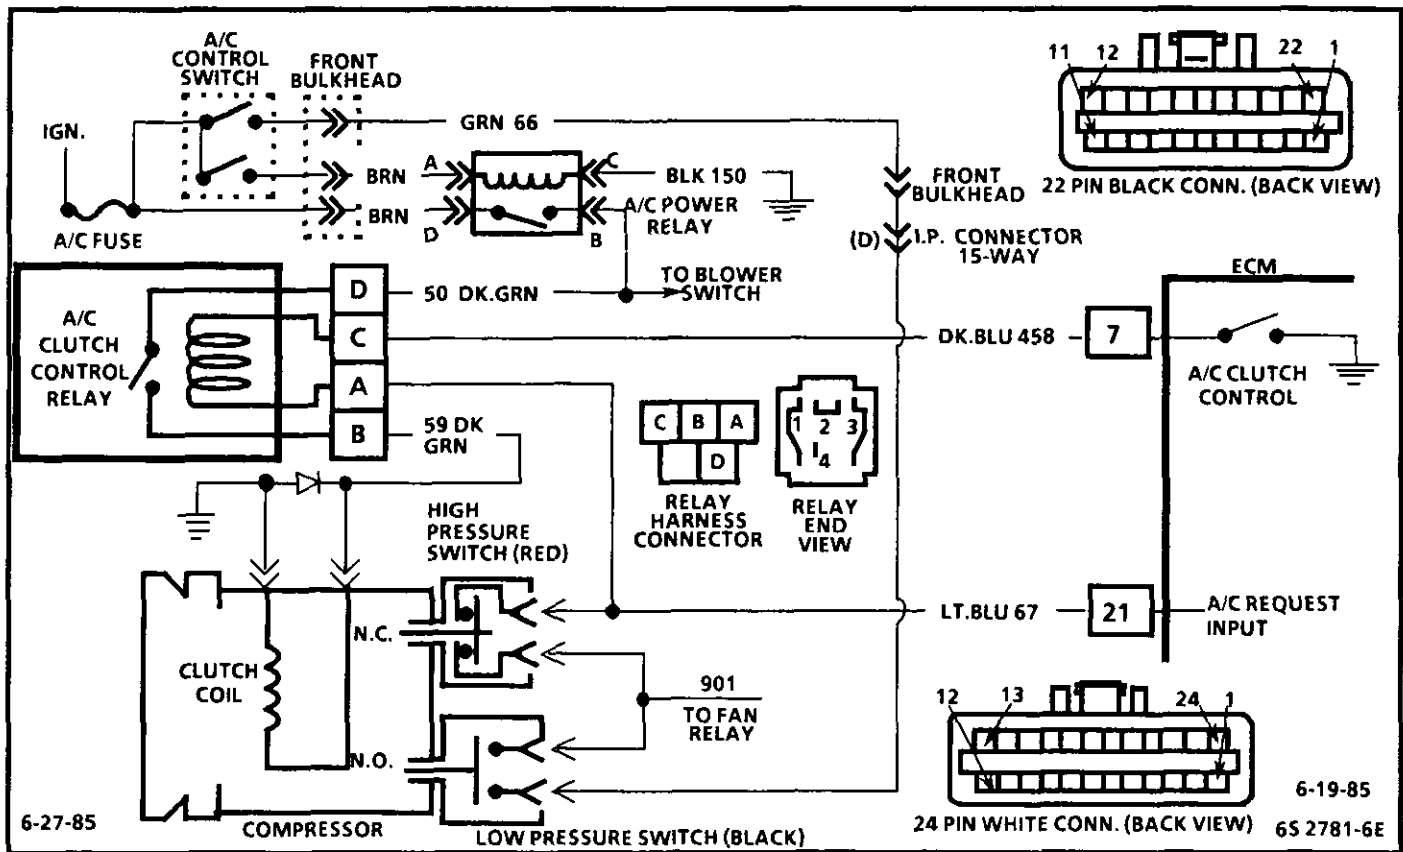 A/C
CONTROL
SWITCH
FRONT
BULKHEAD
IGN.
GRN 66
A
BRN
C
BLK 150
BRN
D
B
A/C POWER
RELAY
A/C FUSE
FRONT
BULKHEAD
(D)
I.P. CONNECTOR
15-WAY
11
12
22
1
22 PIN BLACK CONN. (BACK VIEW)
A/C
CLUTCH
CONTROL
RELAY
D
C
A
B
50 DK.GRN
TO BLOWER
SWITCH
59 DK
GRN
DK.BLU 458
7
ECM
A/C CLUTCH
CONTROL
C B A
D
RELAY
HARNESS
CONNECTOR
1 2 3
4
RELAY
END
VIEW
HIGH
PRESSURE
SWITCH (RED)
N.C.
CLUTCH
COIL
N.O.
LT.BLU 67
21
A/C REQUEST
INPUT
901
TO FAN
RELAY
12
13
24
1
24 PIN WHITE CONN. (BACK VIEW)
6-27-85
COMPRESSOR
LOW PRESSURE SWITCH (BLACK)
6-19-85
6S 2781-6E